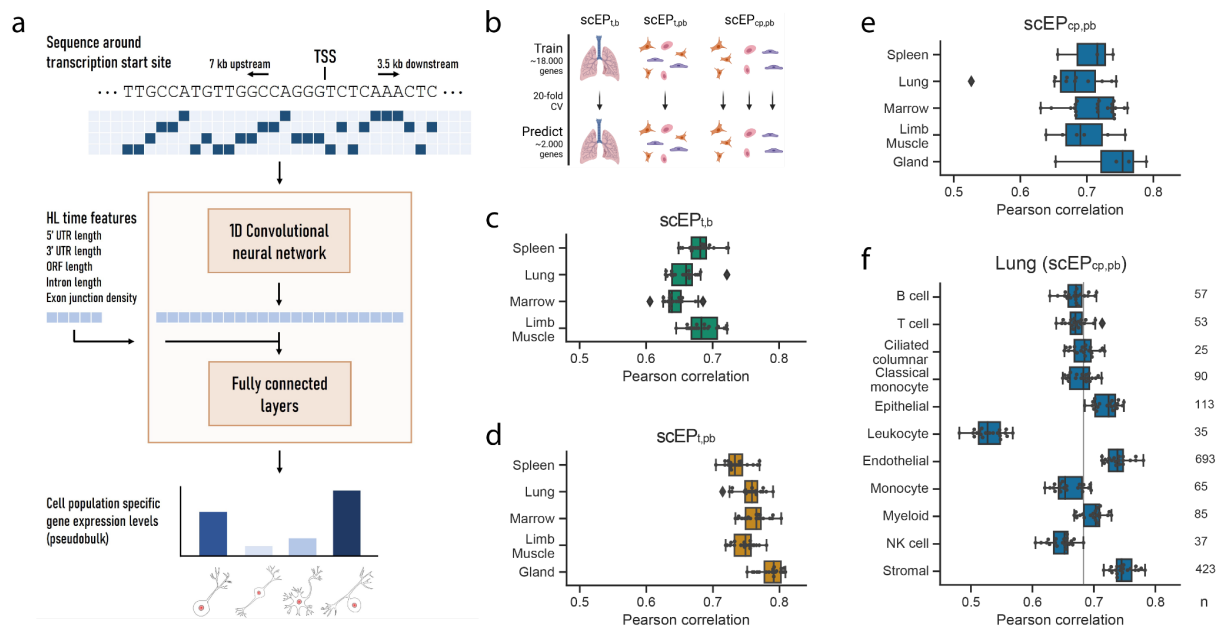 a
Sequence around
transcription start site
TSS
7 kb upstream
3.5 kb downstream
··· TTGCCATGTTGGCCAGGGTCTCAAACTC ···
HL time features
5' UTR length
3' UTR length
ORF length
Intron length
Exon junction density
1D Convolutional
neural network
Fully connected
layers
Cell population specific
gene expression levels
(pseudobulk)
b
scEPt,b
scEPt,pb
scEPcp,pb
Train
~18.000
genes
20-fold
CV
Predict
~2.000
genes
c
scEPt,b
Spleen
Lung
Marrow
Limb
Muscle
0.5 0.6 0.7 0.8
Pearson correlation
d
scEPt,pb
Spleen
Lung
Marrow
Limb
Muscle
Gland
0.5 0.6 0.7 0.8
Pearson correlation
e
scEPcp,pb
Spleen
Lung
Marrow
Limb
Muscle
Gland
0.5 0.6 0.7 0.8
Pearson correlation
f
Lung (scEPcp,pb)
B cell 57
T cell 53
Ciliated
columnar 25
Classical
monocyte 90
Epithelial 113
Leukocyte 35
Endothelial 693
Monocyte 65
Myeloid 85
NK cell 37
Stromal 423
0.5 0.6 0.7 0.8 n
Pearson correlation